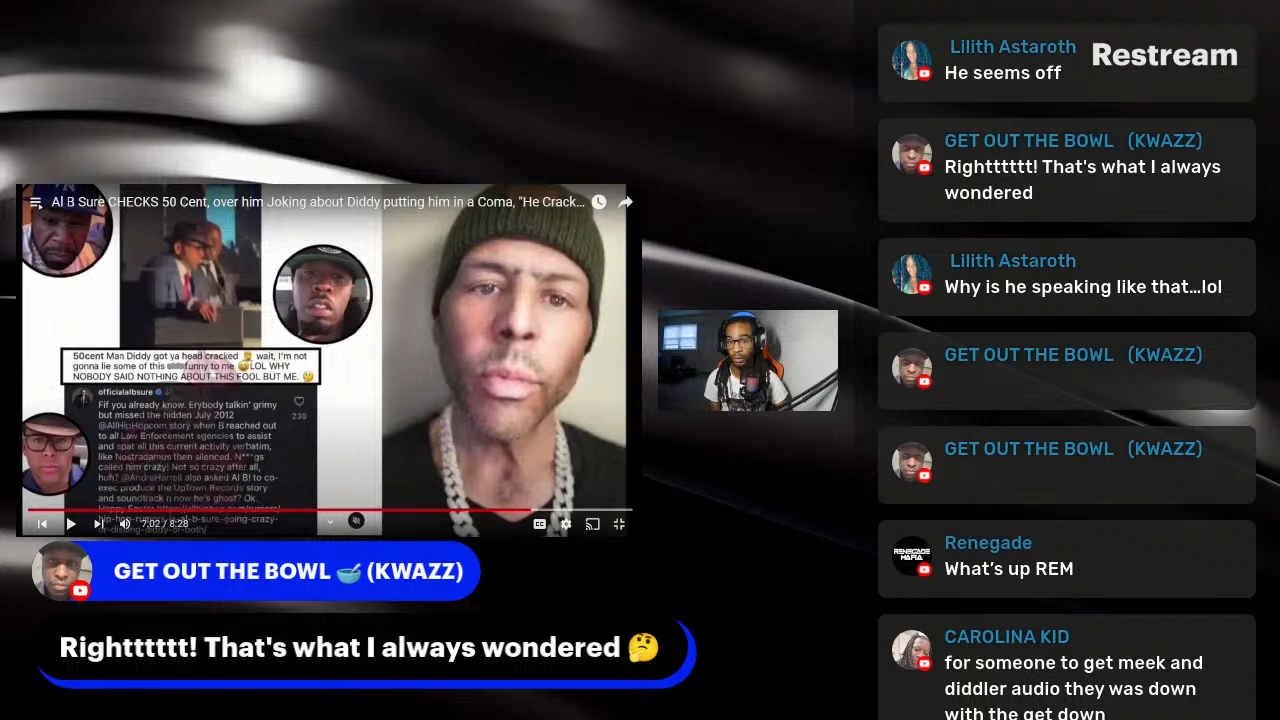 Al B Sure CHECKS 50 Cent, over him Joking about Diddy putting him in a Coma, "He Crack...
50cent Man Diddy got ya head cracked 🤦 wait, I'm not
gonna lie some of this funny to me 😆LOL WHY
NOBODY SAID NOTHING ABOUT THIS FOOL BUT ME. 🤔
officialalbsure
Fif you already know. Erybody talkin' grimy
but missed the hidden July 2012
@AllHipHopcom story when B reached out
to all Law Enforcement agencies to assist
and spat all this current activity verbatim,
like Nostradamus then silenced. N***gs
called him crazy! Not so crazy after all,
huh? @AndreHarrell also asked Al B! to co-
exec produce the UpTown Records story
and soundtrack n now he's ghost? Ok.
230
7:02 / 8:28
CC
GET OUT THE BOWL 🥣 (KWAZZ)
Rightttttt! That's what I always wondered 🤔
Restream
Lilith Astaroth
He seems off
GET OUT THE BOWL (KWAZZ)
Rightttttt! That's what I always
wondered
Lilith Astaroth
Why is he speaking like that...lol
GET OUT THE BOWL (KWAZZ)
GET OUT THE BOWL (KWAZZ)
RENEGADE
MAFIA
Renegade
What's up REM
CAROLINA KID
for someone to get meek and
diddler audio they was down
with the get down